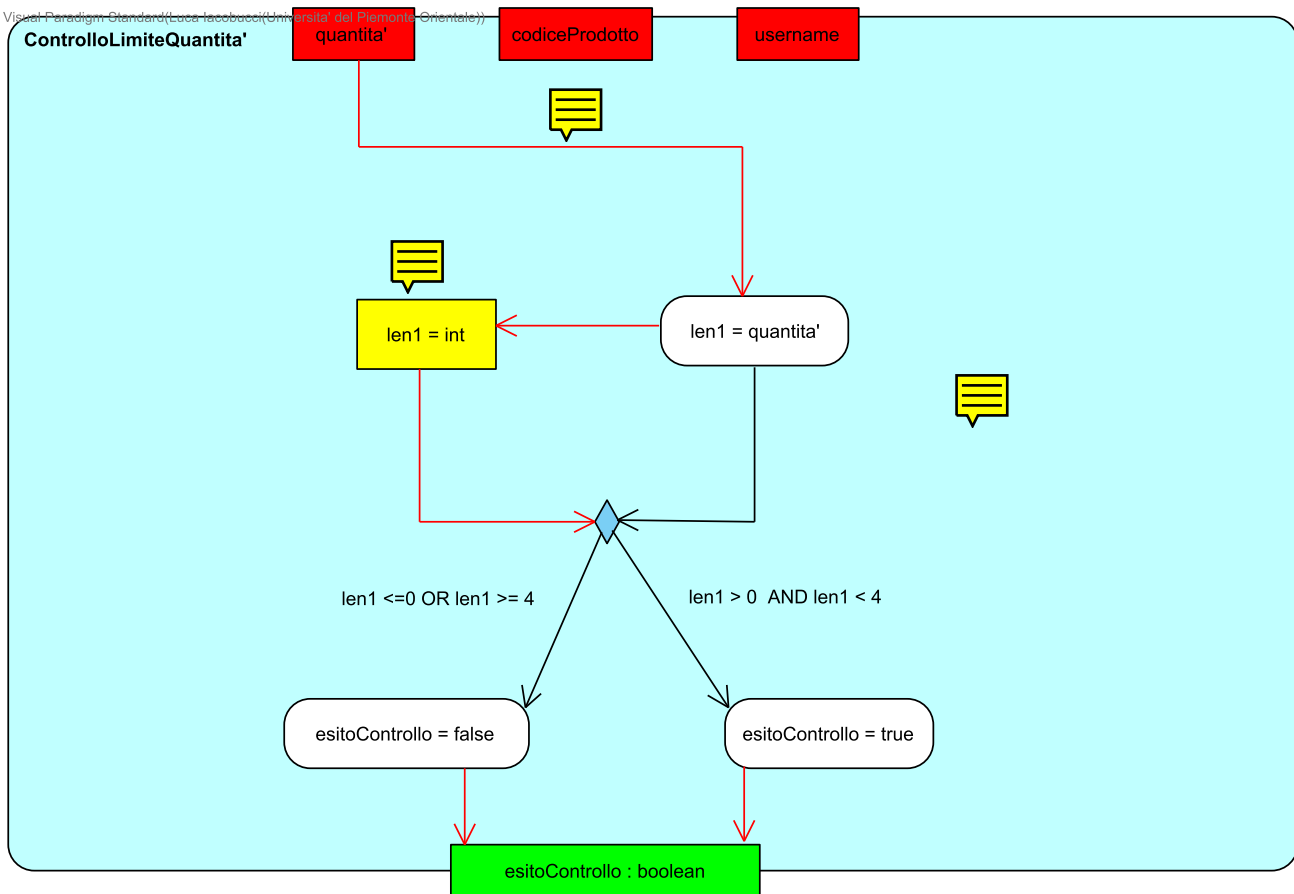 Visual Paradigm Standard(Luca Iacobucci(Universita' del Piemonte Orientale))
ControlloLimiteQuantita'
quantita'
codiceProdotto
username
len1 = int
len1 = quantita'
len1 <=0 OR len1 >= 4
len1 > 0  AND len1 < 4
esitoControllo = false
esitoControllo = true
esitoControllo : boolean